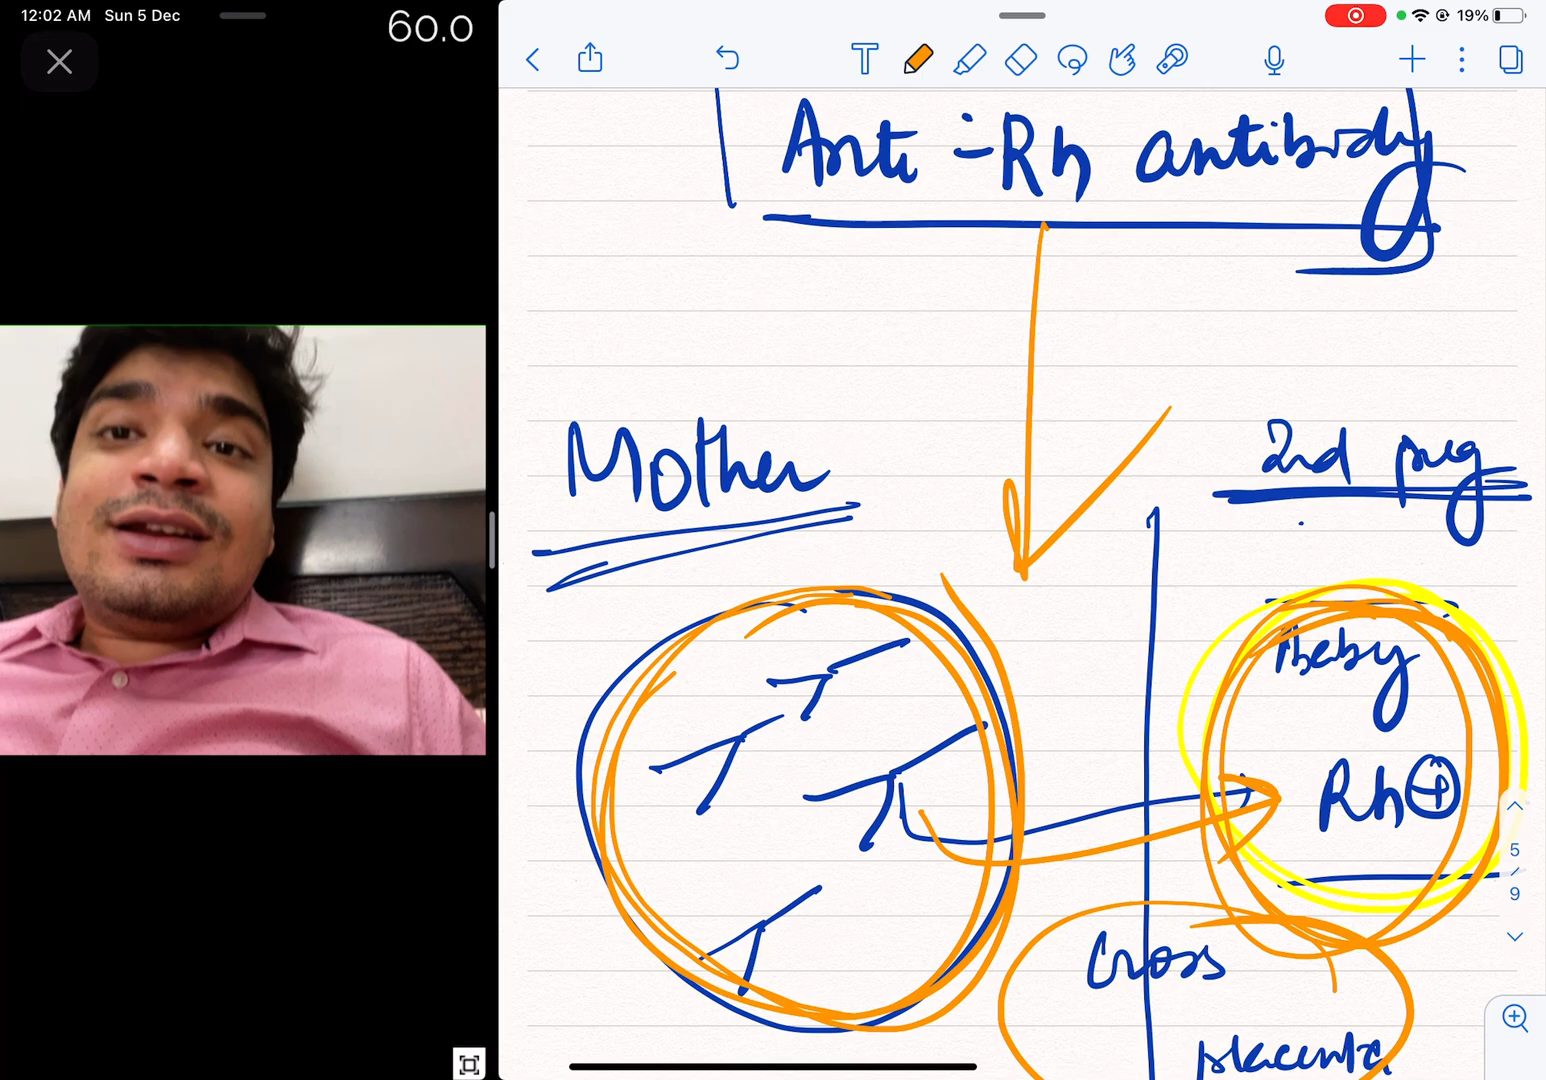 12:02 AM Sun 5 Dec
60.0
19%
T
Anti-Rh antibody
Mother
2nd preg
Baby
Rh+
Cross
placenta
5
9